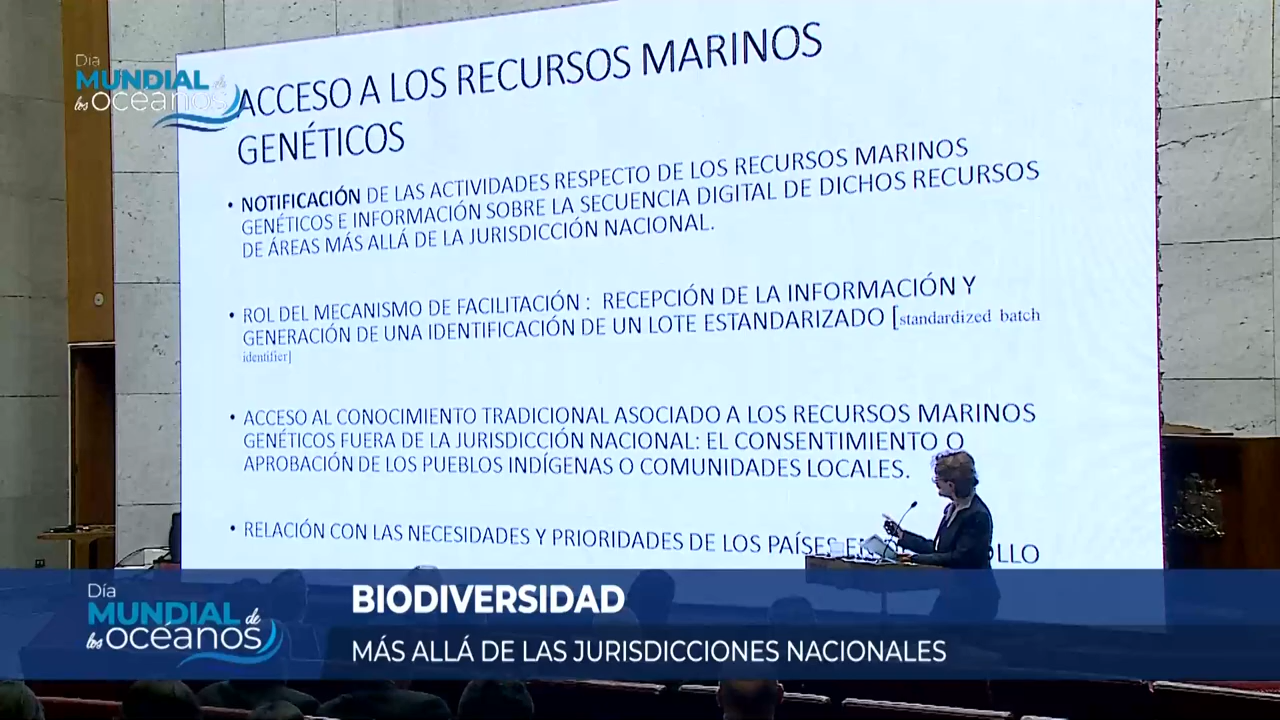 Día
MUNDIAL de
los océanos
ACCESO A LOS RECURSOS MARINOS
GENÉTICOS
• NOTIFICACIÓN DE LAS ACTIVIDADES RESPECTO DE LOS RECURSOS MARINOS
GENÉTICOS E INFORMACIÓN SOBRE LA SECUENCIA DIGITAL DE DICHOS RECURSOS
DE ÁREAS MÁS ALLÁ DE LA JURISDICCIÓN NACIONAL.
• ROL DEL MECANISMO DE FACILITACIÓN : RECEPCIÓN DE LA INFORMACIÓN Y
GENERACIÓN DE UNA IDENTIFICACIÓN DE UN LOTE ESTANDARIZADO [standardized batch
identifier]
• ACCESO AL CONOCIMIENTO TRADICIONAL ASOCIADO A LOS RECURSOS MARINOS
GENÉTICOS FUERA DE LA JURISDICCIÓN NACIONAL: EL CONSENTIMIENTO O
APROBACIÓN DE LOS PUEBLOS INDÍGENAS O COMUNIDADES LOCALES.
• RELACIÓN CON LAS NECESIDADES Y PRIORIDADES DE LOS PAÍSES
Día
MUNDIAL de
los océanos
BIODIVERSIDAD
MÁS ALLÁ DE LAS JURISDICCIONES NACIONALES